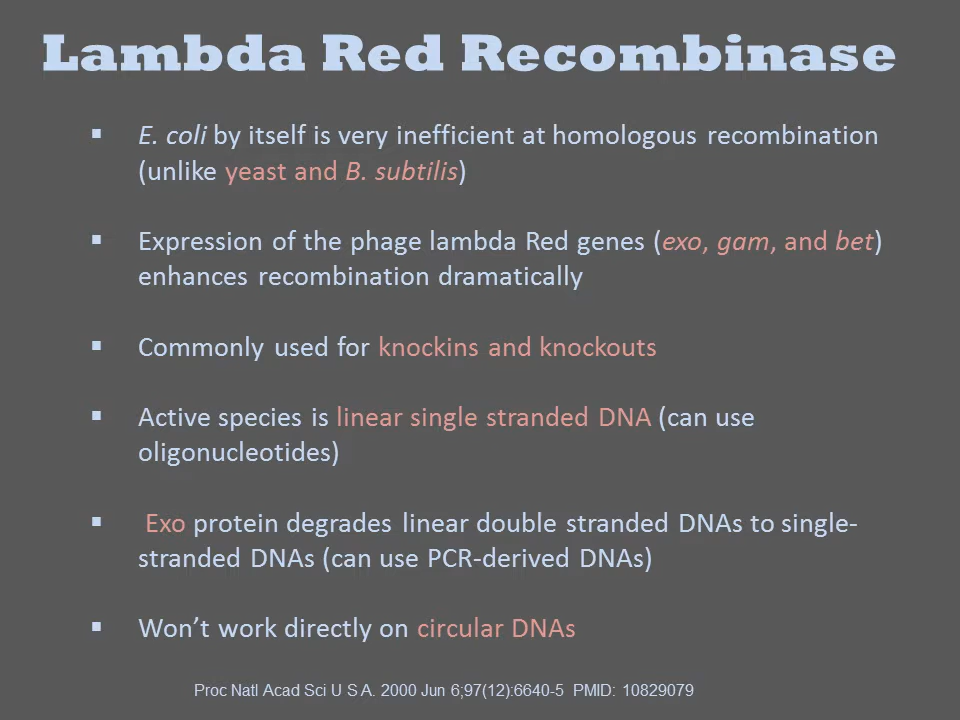 Lambda Red Recombinase
▪ E. coli by itself is very inefficient at homologous recombination
(unlike yeast and B. subtilis)
▪ Expression of the phage lambda Red genes (exo, gam, and bet)
enhances recombination dramatically
▪ Commonly used for knockins and knockouts
▪ Active species is linear single stranded DNA (can use
oligonucleotides)
▪ Exo protein degrades linear double stranded DNAs to single-
stranded DNAs (can use PCR-derived DNAs)
▪ Won’t work directly on circular DNAs
Proc Natl Acad Sci U S A. 2000 Jun 6;97(12):6640-5 PMID: 10829079